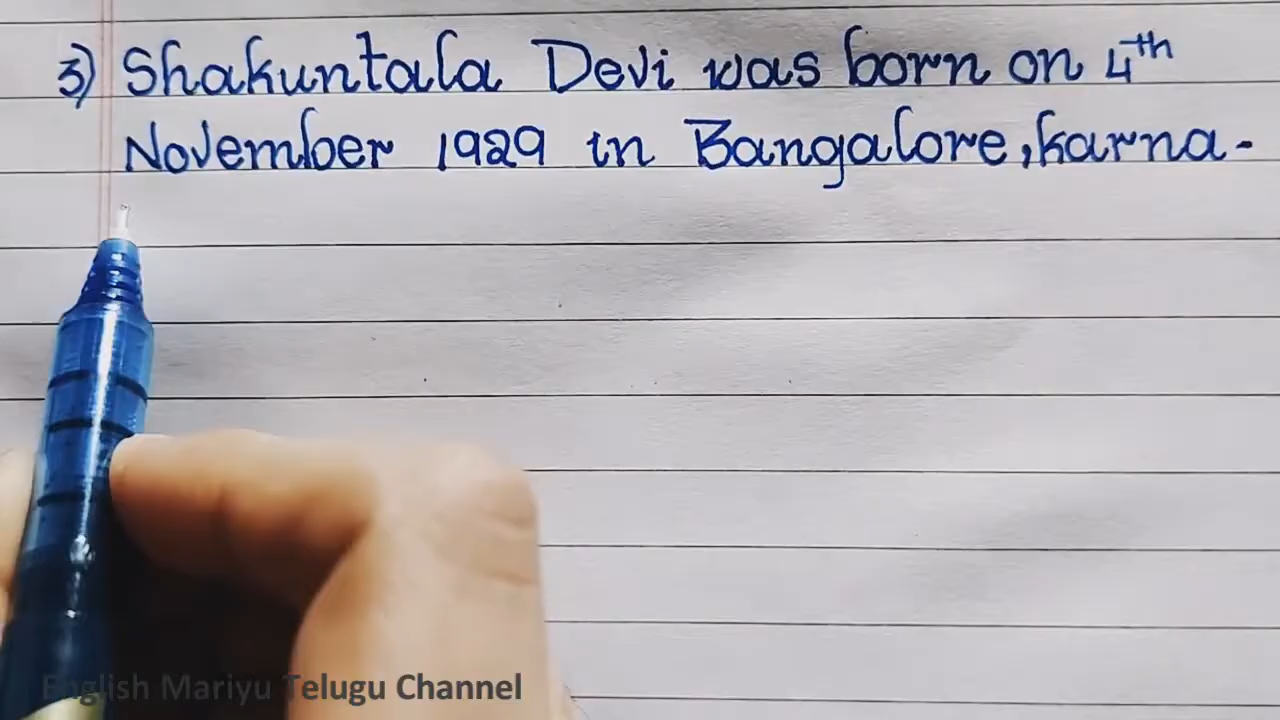 3) Shakuntala Devi was born on 4th
November 1929 in Bangalore, karna-
English Mariyu Telugu Channel